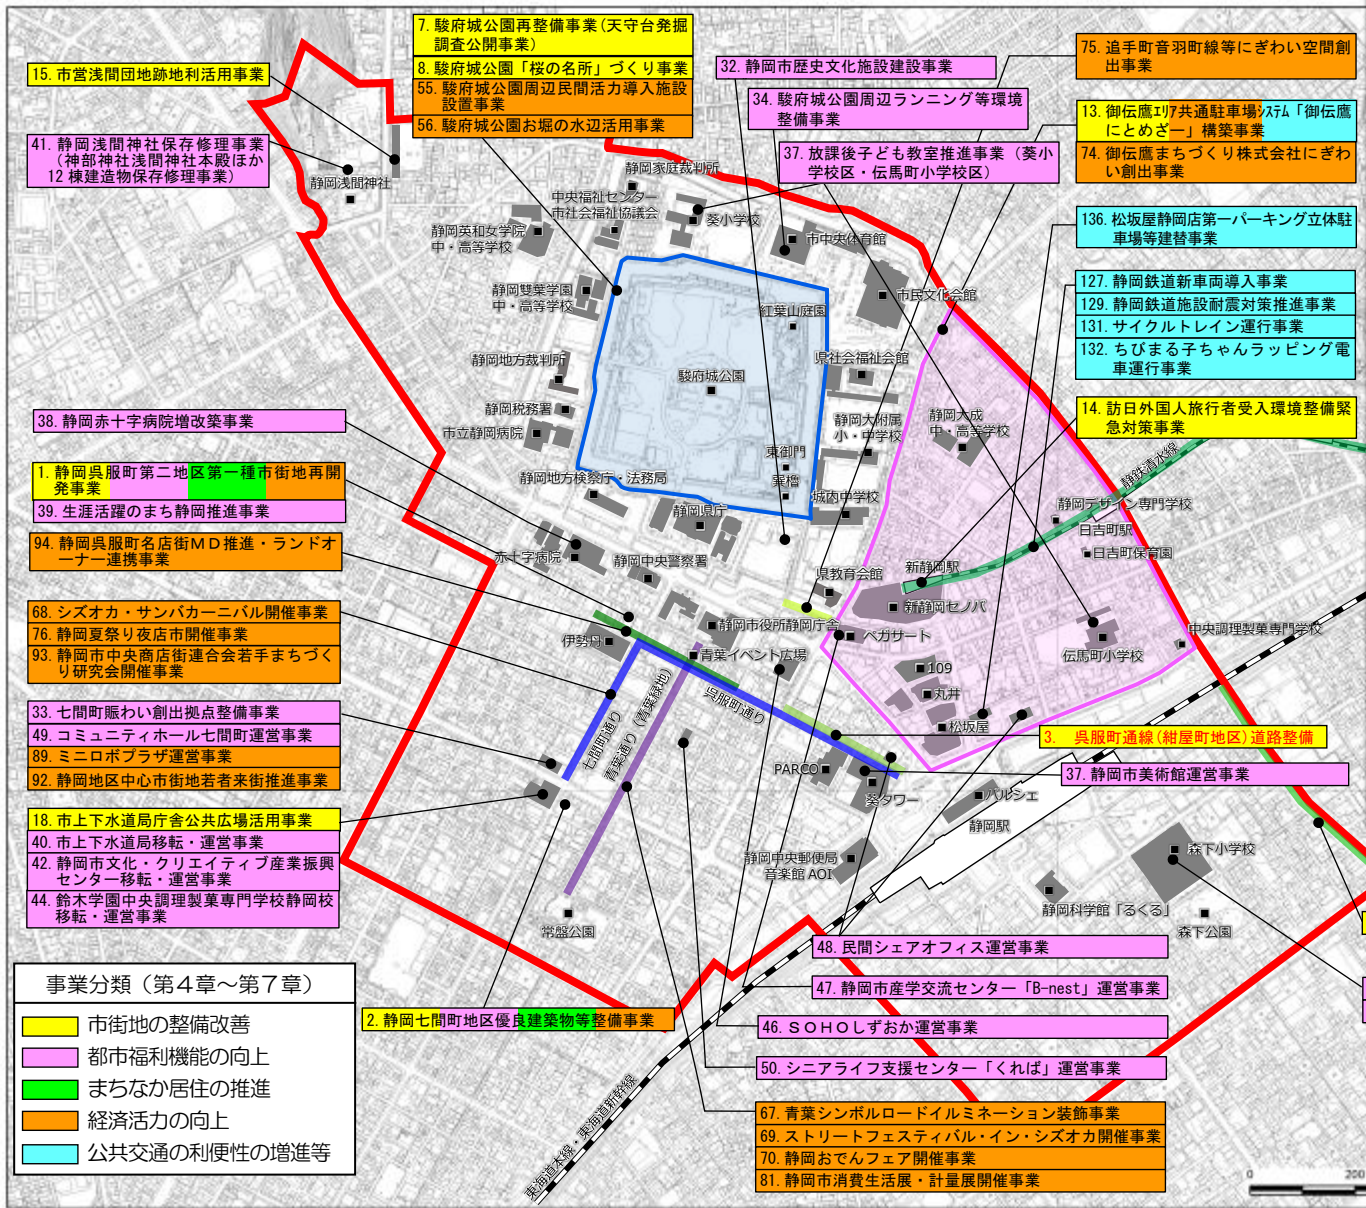 7. 駿府城公園再整備事業(天守台発掘
調査公開事業)
8. 駿府城公園「桜の名所」づくり事業
55. 駿府城公園周辺民間活力導入施設
設置事業
56. 駿府城公園お堀の水辺活用事業
15. 市営浅間団地跡地利活用事業
41. 静岡浅間神社保存修理事業
(神部神社浅間神社本殿ほか
12 棟建造物保存修理事業)
32. 静岡市歴史文化施設建設事業
34. 駿府城公園周辺ランニング等環境
整備事業
37. 放課後子ども教室推進事業(葵小
学校区・伝馬町小学校区)
75. 追手町音羽町線等にぎわい空間創
出事業
13. 御伝鷹エリア共通駐車場システム「御伝鷹
にとめざー」構築事業
74. 御伝鷹まちづくり株式会社にぎわ
い創出事業
136. 松坂屋静岡店第一パーキング立体駐
車場等建替事業
127. 静岡鉄道新車両導入事業
129. 静岡鉄道施設耐震対策推進事業
131. サイクルトレイン運行事業
132. ちびまる子ちゃんラッピング電
車運行事業
14. 訪日外国人旅行者受入環境整備緊
急対策事業
38. 静岡赤十字病院増改築事業
1. 静岡呉服町第二地区第一種市街地再開
発事業
39. 生涯活躍のまち静岡推進事業
94. 静岡呉服町名店街MD推進・ランドオ
ーナー連携事業
68. シズオカ・サンバカーニバル開催事業
76. 静岡夏祭り夜店市開催事業
93. 静岡市中央商店街連合会若手まちづく
り研究会開催事業
33. 七間町賑わい創出拠点整備事業
49. コミュニティホール七間町運営事業
89. ミニロボプラザ運営事業
92. 静岡地区中心市街地若者来街推進事業
18. 市上下水道局庁舎公共広場活用事業
40. 市上下水道局移転・運営事業
42. 静岡市文化・クリエイティブ産業振興
センター移転・運営事業
44. 鈴木学園中央調理製菓専門学校静岡校
移転・運営事業
静岡浅間神社
静岡家庭裁判所
中央福祉センター
市社会福祉協議会
葵小学校
静岡英和女学院
中・高等学校
市中央体育館
静岡雙葉学園
中・高等学校
市民文化会館
紅葉山庭園
静岡地方裁判所
県社会福祉会館
駿府城公園
静岡税務署
市立静岡病院
静岡大附属
小・中学校
静岡大成
中・高等学校
東御門
巽櫓
静鉄清水線
静岡地方検察庁・法務局
城内中学校
静岡県庁
静岡デザイン専門学校
日吉町駅
日吉町保育園
赤十字病院
静岡中央警察署
県教育会館
新静岡駅
新静岡セノバ
静岡市役所静岡庁舎
ペガサート
中央調理製菓専門学校
伝馬町小学校
伊勢丹
青葉イベント広場
109
丸井
松坂屋
呉服町通り
七間町通り
青葉通り(青葉緑地)
3. 呉服町通線(紺屋町地区)道路整備
37. 静岡市美術館運営事業
PARCO
葵タワー
パルシェ
静岡駅
静岡中央郵便局
音楽館 AOI
森下小学校
静岡科学館「るくる」
森下公園
常盤公園
48. 民間シェアオフィス運営事業
47. 静岡市産学交流センター「B-nest」運営事業
46. SOHOしずおか運営事業
50. シニアライフ支援センター「くれぱ」運営事業
2. 静岡七間町地区優良建築物等整備事業
67. 青葉シンボルロードイルミネーション装飾事業
69. ストリートフェスティバル・イン・シズオカ開催事業
70. 静岡おでんフェア開催事業
81. 静岡市消費生活展・計量展開催事業
東海道本線・東海道新幹線
事業分類(第4章~第7章)
市街地の整備改善
都市福利機能の向上
まちなか居住の推進
経済活力の向上
公共交通の利便性の増進等
0 200